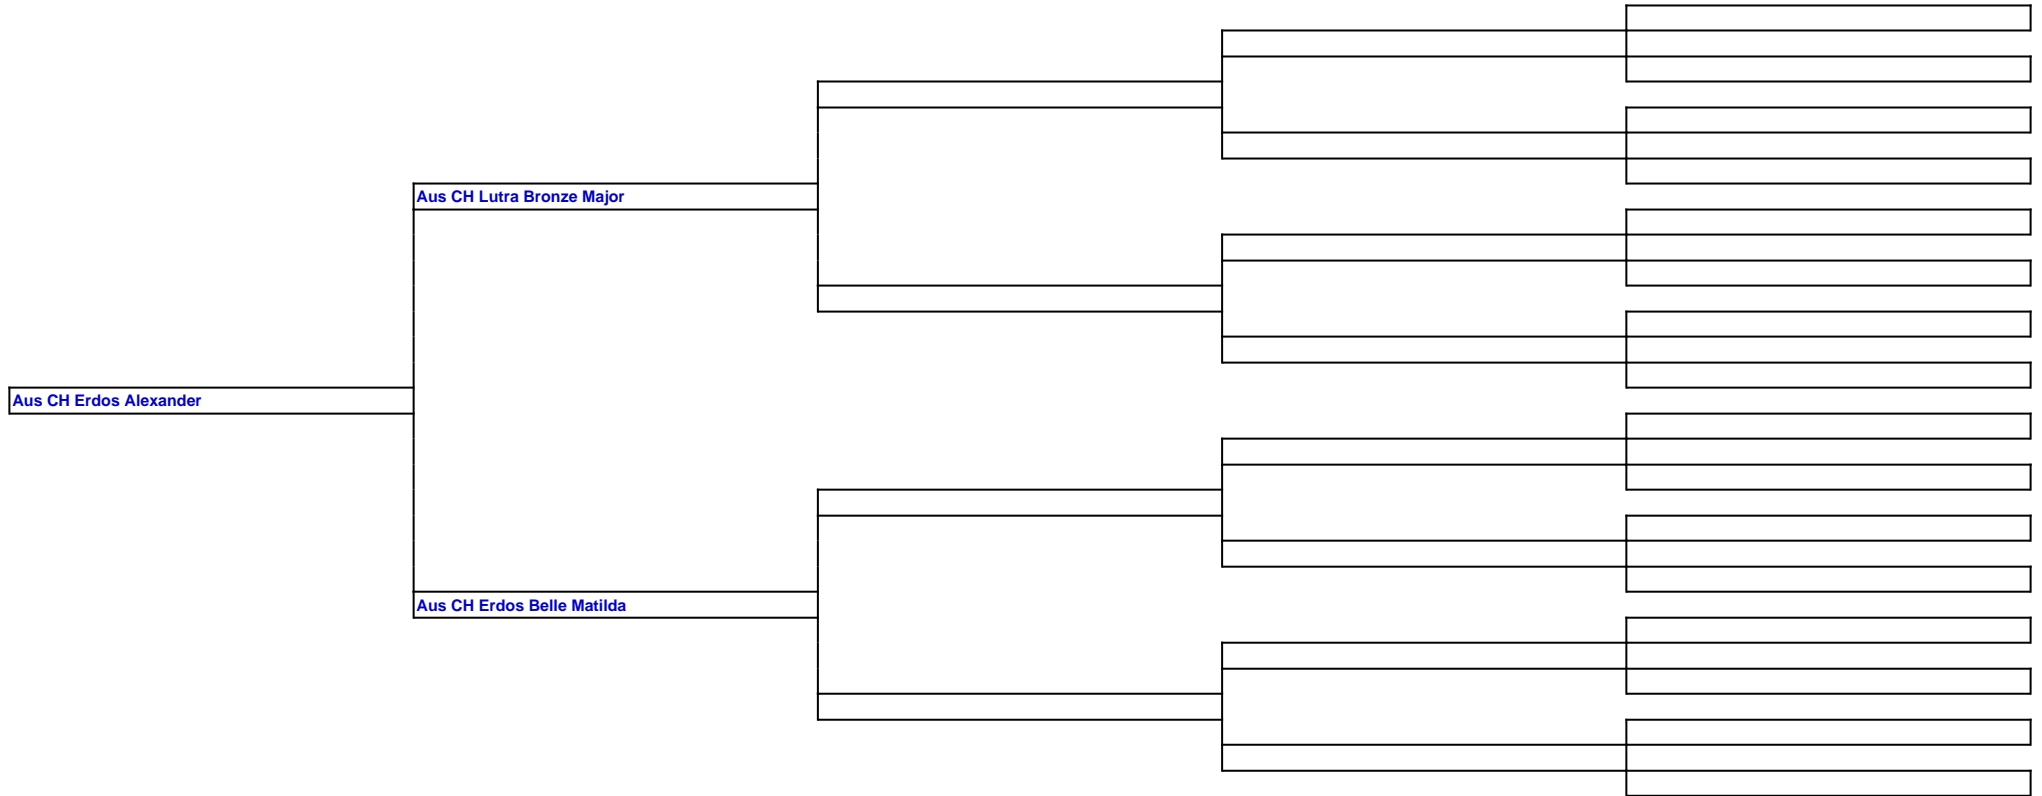 Aus CH Lutra Bronze Major
Aus CH Erdos Alexander
Aus CH Erdos Belle Matilda